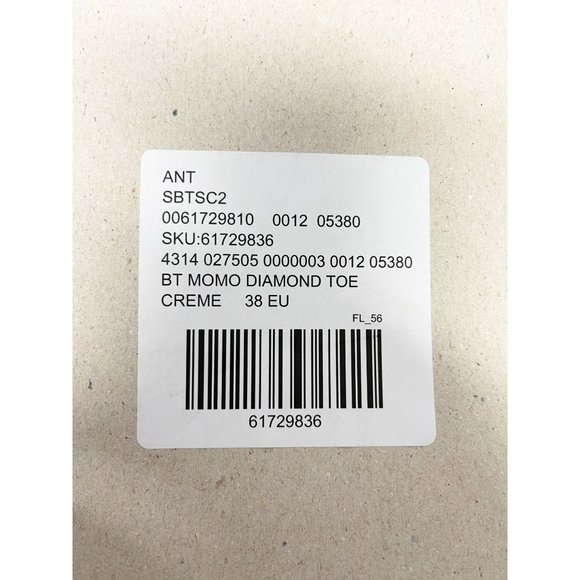 ANT
SBTSC2
0061729810 0012 05380
SKU:61729836
4314 027505 0000003 0012 05380
BT MOMO DIAMOND TOE
CREME 38 EU
FL_56
61729836